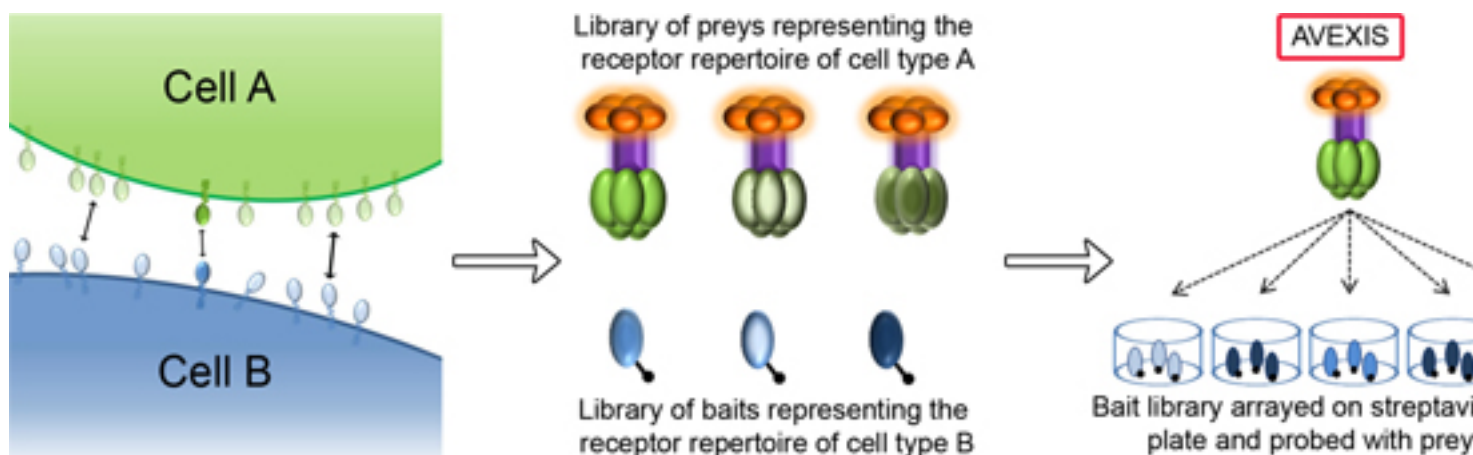 Cell A
Cell B
Library of preys representing the
receptor repertoire of cell type A
Library of baits representing the
receptor repertoire of cell type B
AVEXIS
Bait library arrayed on
plate and probed with prey